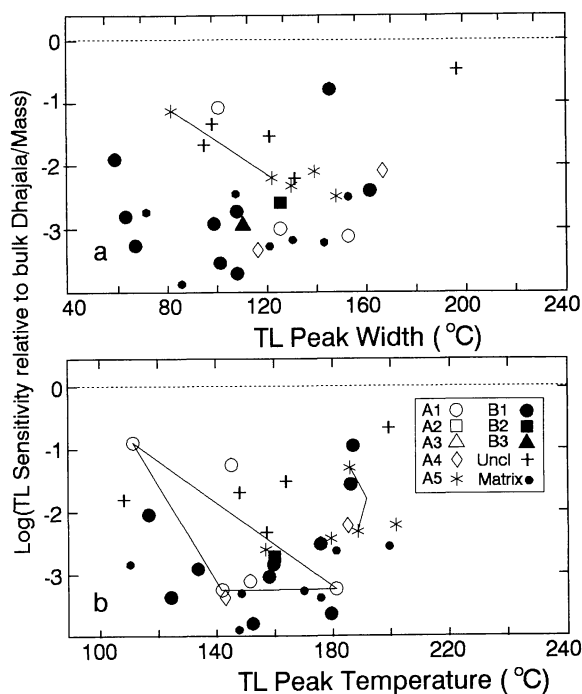 Log(TL Sensitivity relative to bulk Dhajala/Mass)
0
-1
-2
-3
a
40 80 120 160 200 240
TL Peak Width (°C)
0
-1
-2
-3
b
A1 B1
A2 B2
A3 B3
A4 Uncl
A5 Matrix
100 140 180 220 240
TL Peak Temperature (°C)